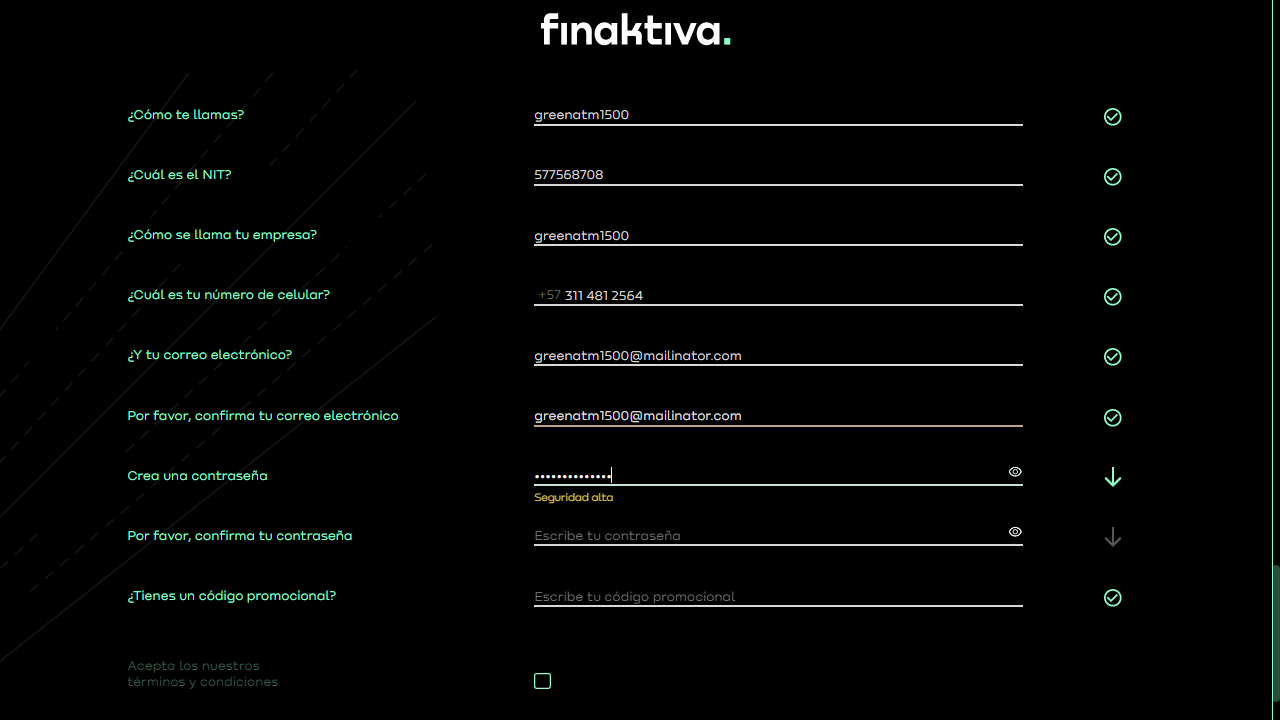 finaktiva.
¿Cómo te llamas? greenatm1500
¿Cuál es el NIT? 577568708
¿Cómo se llama tu empresa? greenatm1500
¿Cuál es tu número de celular? +57 311 481 2564
¿Y tu correo electrónico? greenatm1500@mailinator.com
Por favor, confirma tu correo electrónico greenatm1500@mailinator.com
Crea una contraseña ••••••••••••••
Seguridad alta
Por favor, confirma tu contraseña Escribe tu contraseña
¿Tienes un código promocional? Escribe tu código promocional
Acepta los nuestros
términos y condiciones